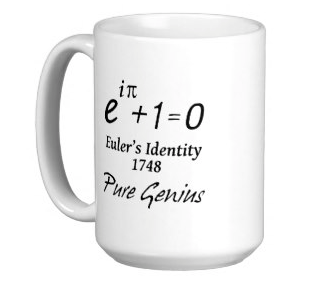 e^{iπ}+1=0
Euler's Identity
1748
Pure Genius